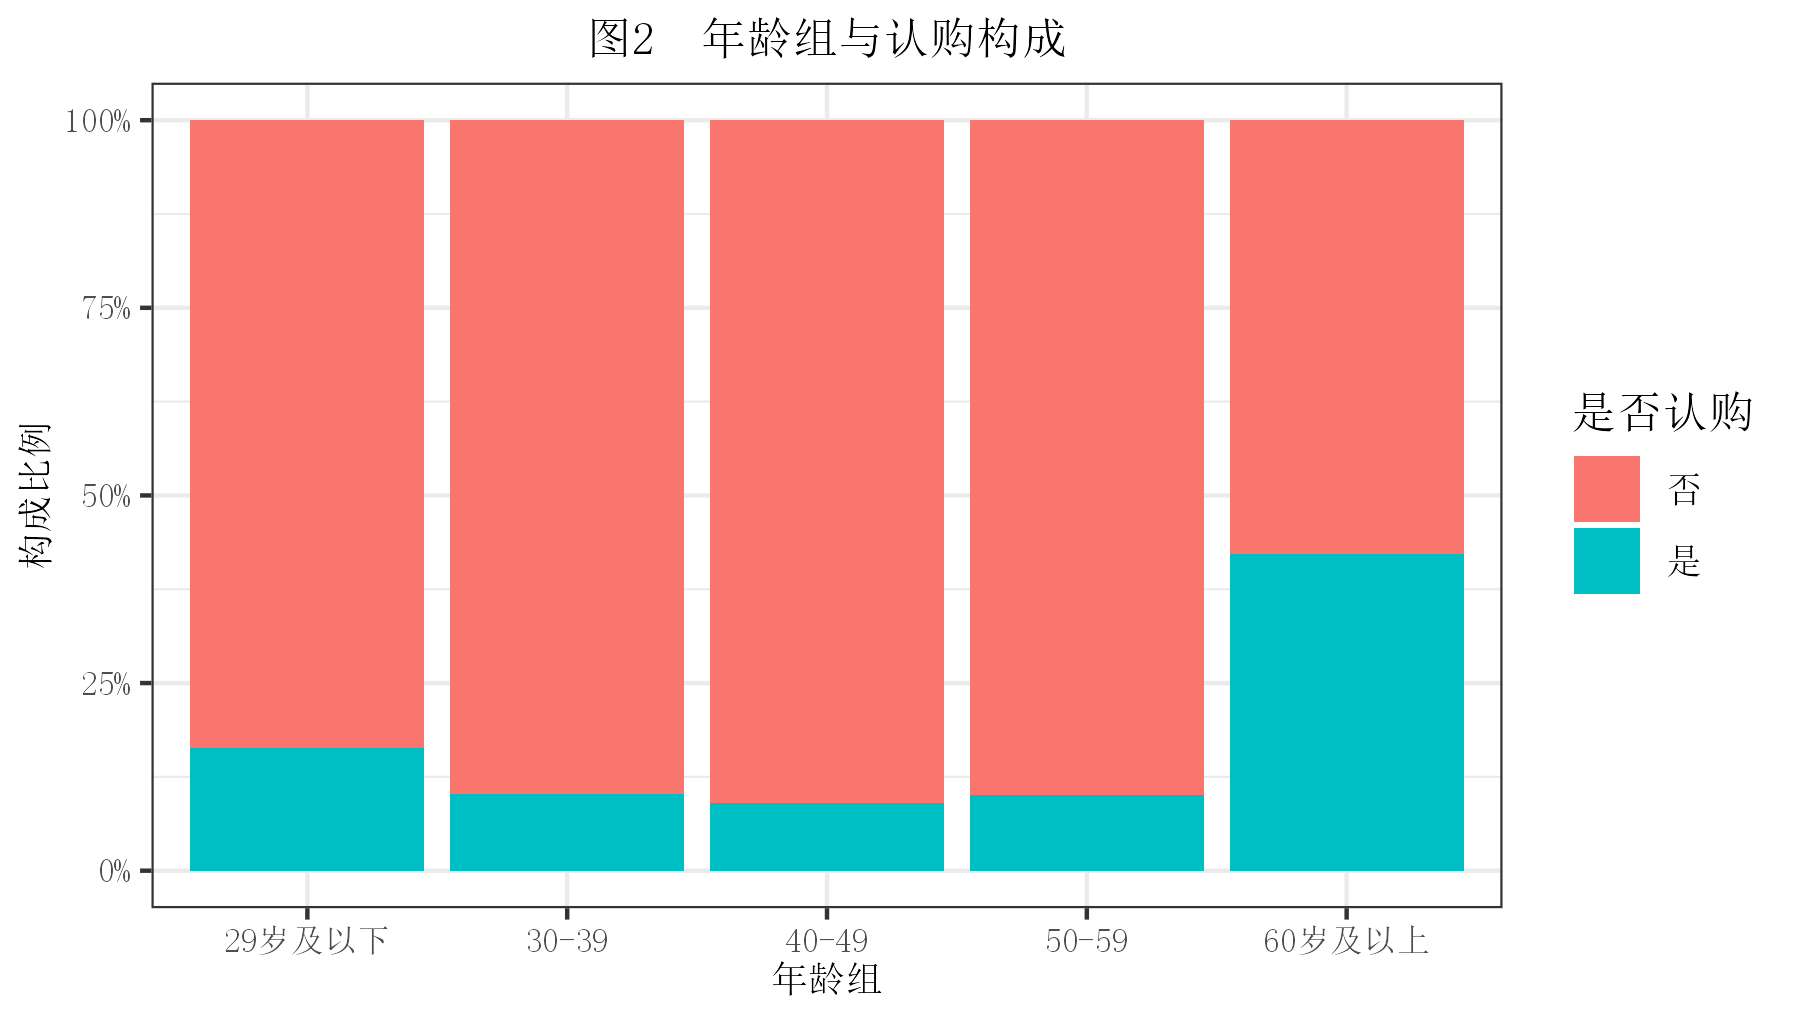 图2　年龄组与认购构成
100%
75%
50%
25%
0%
构成比例
29岁及以下
30-39
40-49
50-59
60岁及以上
年龄组
是否认购
否
是